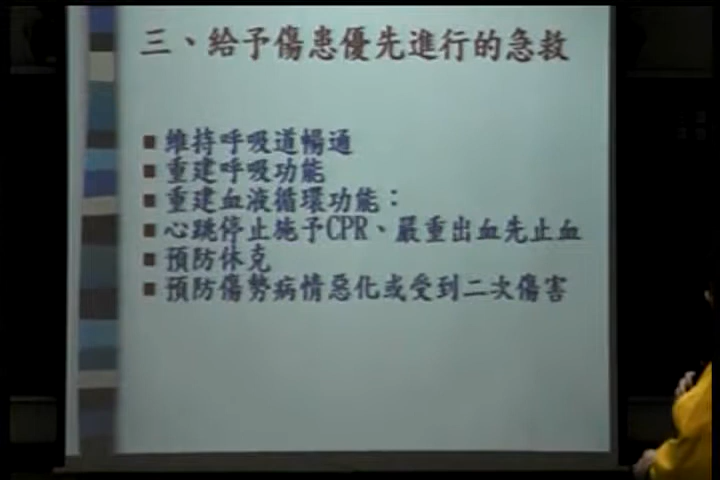 三、給予傷患優先進行的急救
■維持呼吸道暢通
■重建呼吸功能
■重建血液循環功能：
■心跳停止施予CPR、嚴重出血先止血
■預防休克
■預防傷勢病情惡化或受到二次傷害